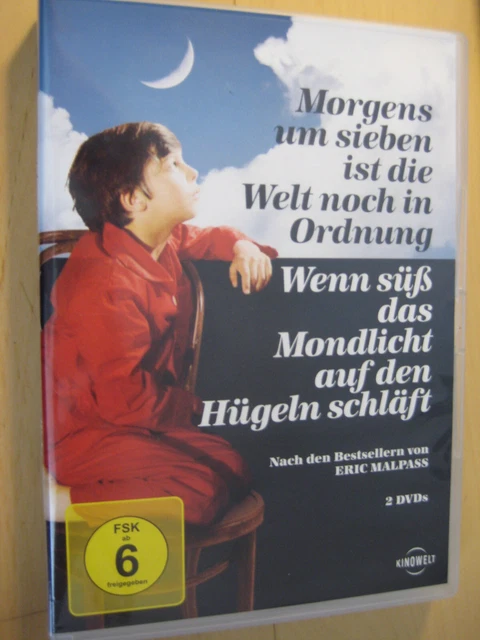 Morgens
um sieben
ist die
Welt noch in
Ordnung
Wenn süß
das
Mondlicht
auf den
Hügeln schläft
Nach den Bestsellern von
ERIC MALPASS
2 DVDs
FSK
ab
6
freigegeben
KINOWELT